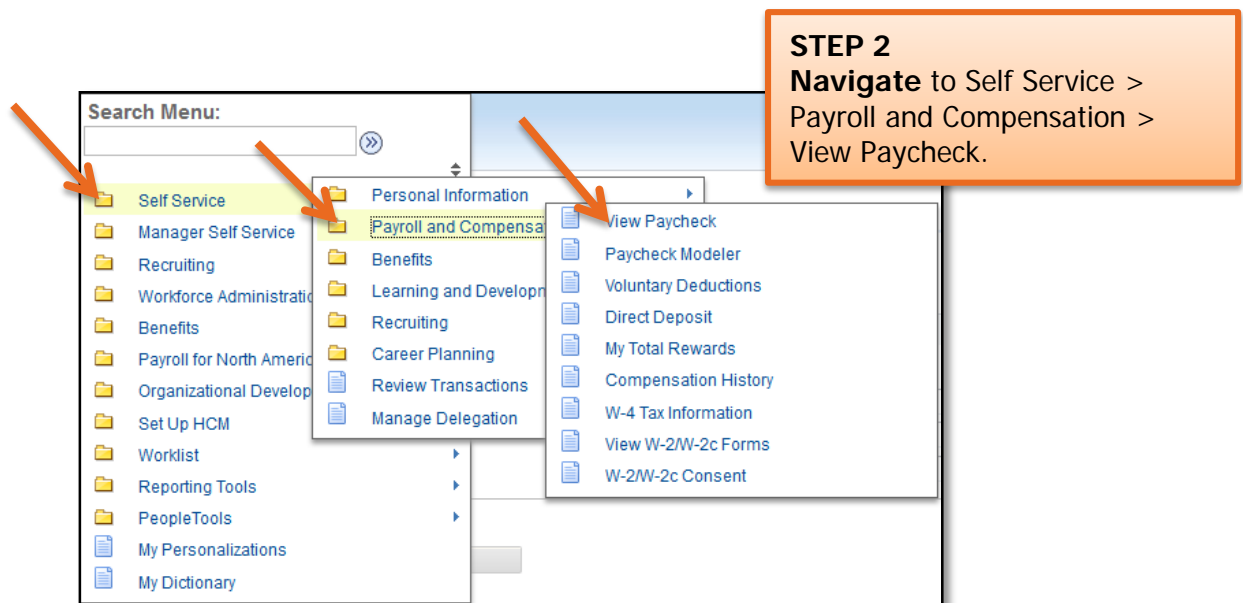 STEP 2
Navigate to Self Service >
Payroll and Compensation >
View Paycheck.
Search Menu:
Self Service
Manager Self Service
Recruiting
Workforce Administratio
Benefits
Payroll for North Americ
Organizational Develop
Set Up HCM
Worklist
Reporting Tools
PeopleTools
My Personalizations
My Dictionary
Personal Information
Payroll and Compensa
Benefits
Learning and Developn
Recruiting
Career Planning
Review Transactions
Manage Delegation
View Paycheck
Paycheck Modeler
Voluntary Deductions
Direct Deposit
My Total Rewards
Compensation History
W-4 Tax Information
View W-2/W-2c Forms
W-2/W-2c Consent